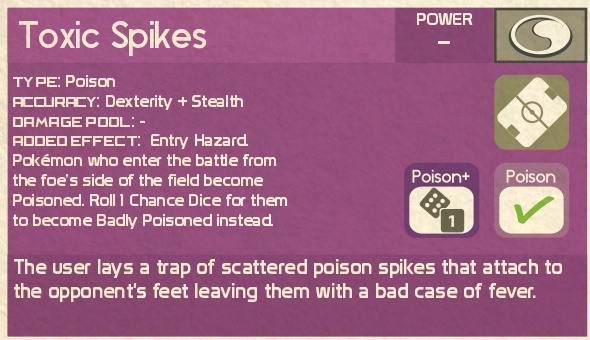 Toxic Spikes
POWER
–
TYPE: Poison
ACCURACY: Dexterity + Stealth
DAMAGE POOL: -
ADDED EFFECT: Entry Hazard.
Pokémon who enter the battle from
the foe's side of the field become
Poisoned. Roll 1 Chance Dice for them
to become Badly Poisoned instead.
Poison+
1
Poison
The user lays a trap of scattered poison spikes that attach to
the opponent's feet leaving them with a bad case of fever.